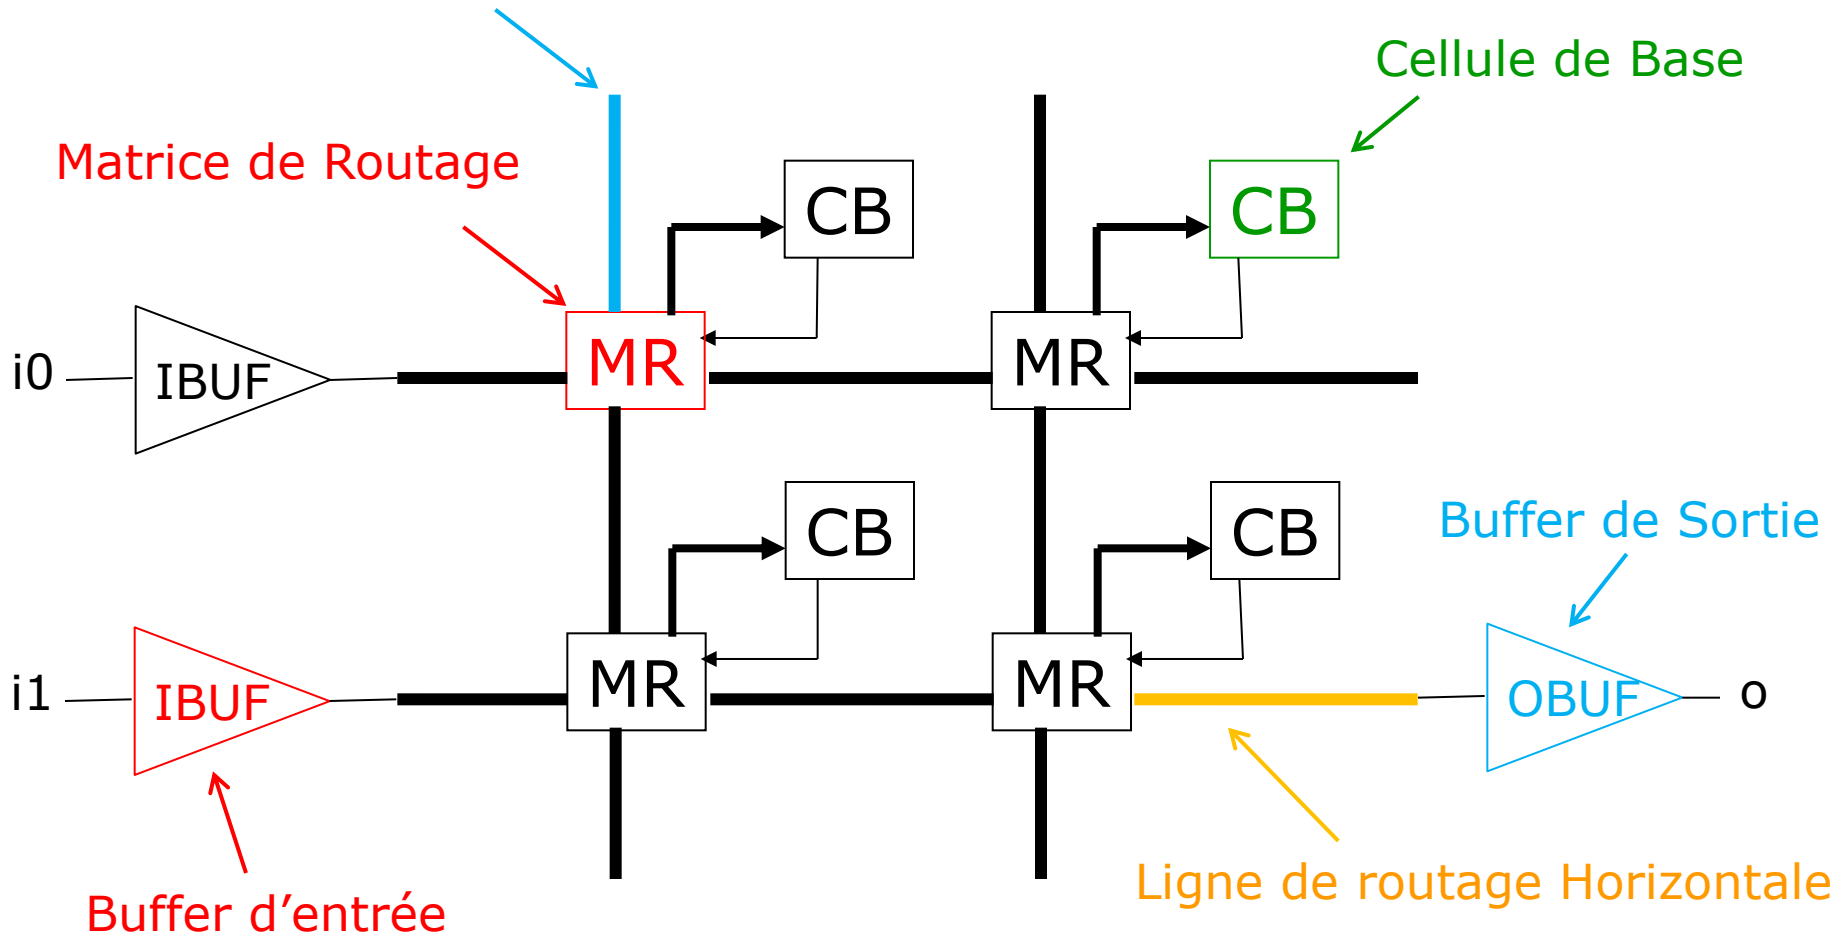 Cellule de Base
Matrice de Routage
CB
CB
i0
IBUF
MR
MR
CB
CB
Buffer de Sortie
i1
IBUF
MR
MR
OBUF
o
Ligne de routage Horizontale
Buffer d’entrée